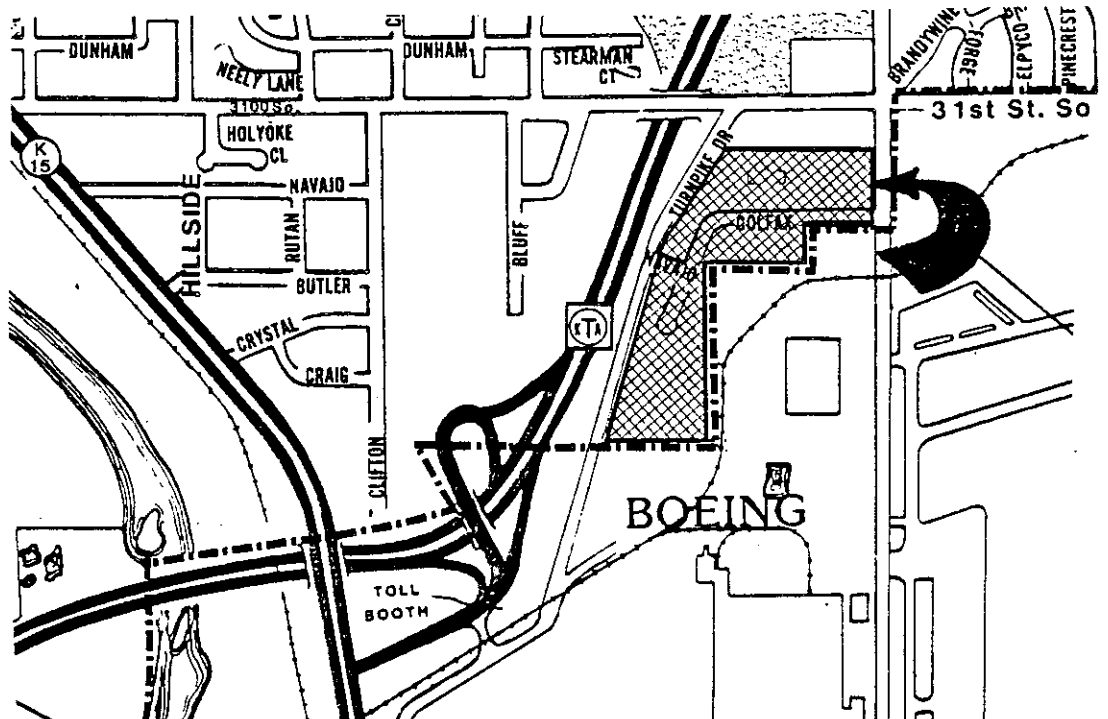 DUNHAM
DUNHAM
STEARMAN
CT
NEELY LANE
BRANDYWINE
FORGE
ELPYCO
PINECREST
3100 So.
31st St. So
HOLYOKE
CL
K
15
TURNPIKE DR
NAVAJO
HILLSIDE
RUTAN
BLUFF
COLFAX
NAVAJO
BUTLER
KTA
CRYSTAL
CRAIG
CLIFTON
BOEING
TOLL
BOOTH